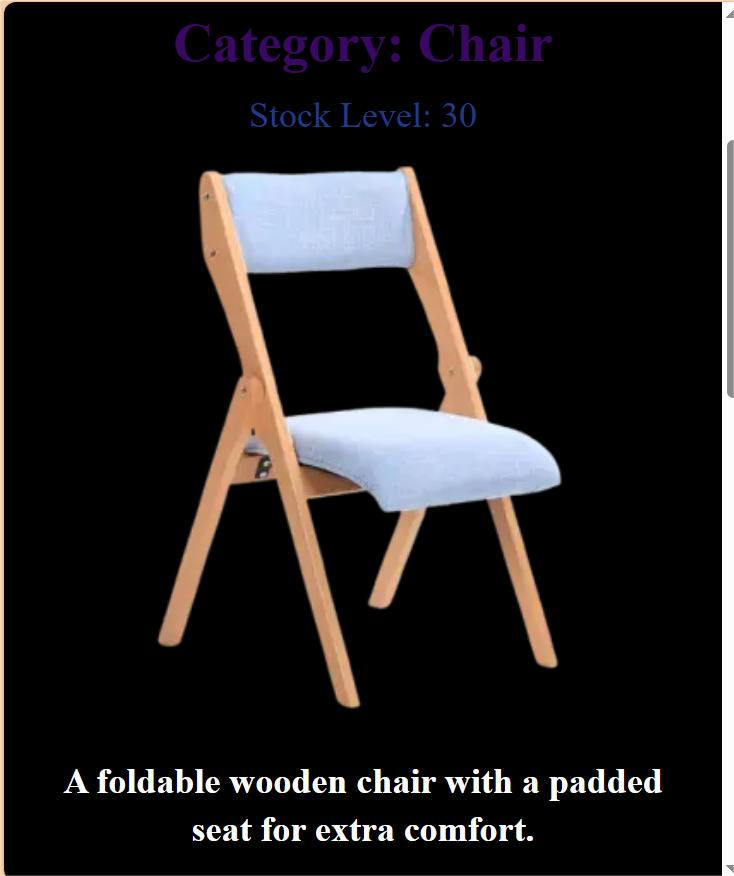 Category: Chair
Stock Level: 30
A foldable wooden chair with a padded
seat for extra comfort.